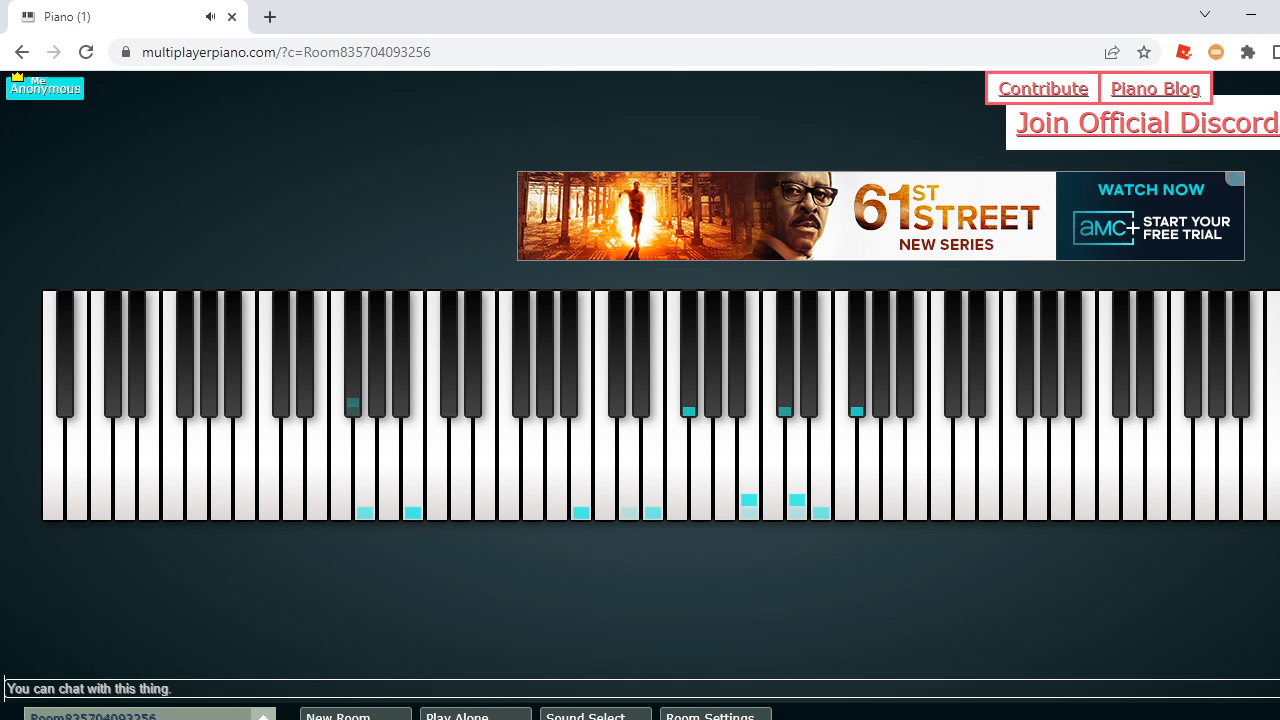 Piano (1)
multiplayerpiano.com/?c=Room835704093256
Me
Anonymous
Contribute
Piano Blog
Join Official Discord
61ST
STREET
NEW SERIES
WATCH NOW
aMC+
START YOUR
FREE TRIAL
You can chat with this thing.
Room835704093256
New Room
Play Alone
Sound Select
Room Settings